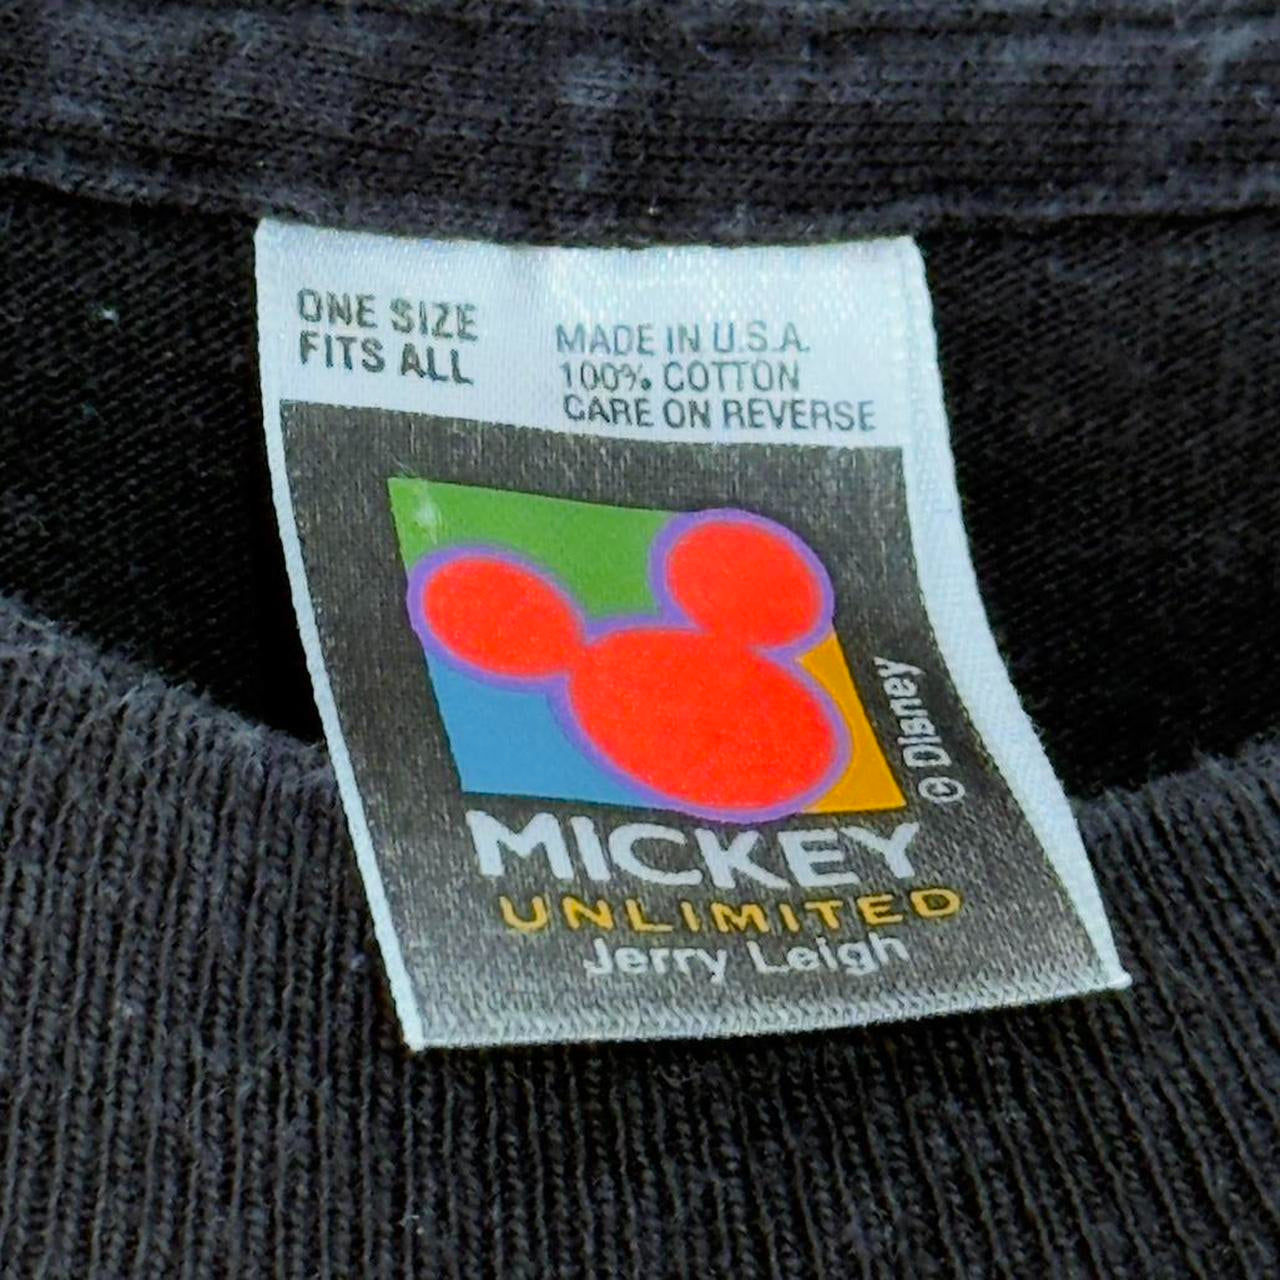 ONE SIZE
FITS ALL
MADE IN U.S.A.
100% COTTON
CARE ON REVERSE
© Disney
MICKEY
UNLIMITED
Jerry Leigh